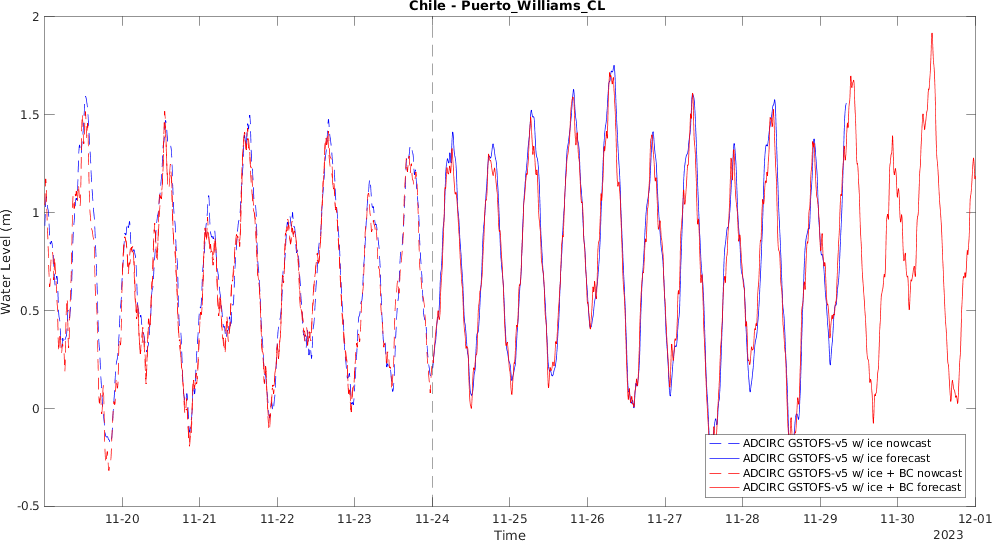 Chile - Puerto_Williams_CL
Water Level (m)
2
1.5
1
0.5
0
-0.5
11-20
11-21
11-22
11-23
11-24
11-25
11-26
11-27
11-28
11-29
11-30
12-01
Time
2023
ADCIRC GSTOFS-v5 w/ ice nowcast
ADCIRC GSTOFS-v5 w/ ice forecast
ADCIRC GSTOFS-v5 w/ ice + BC nowcast
ADCIRC GSTOFS-v5 w/ ice + BC forecast